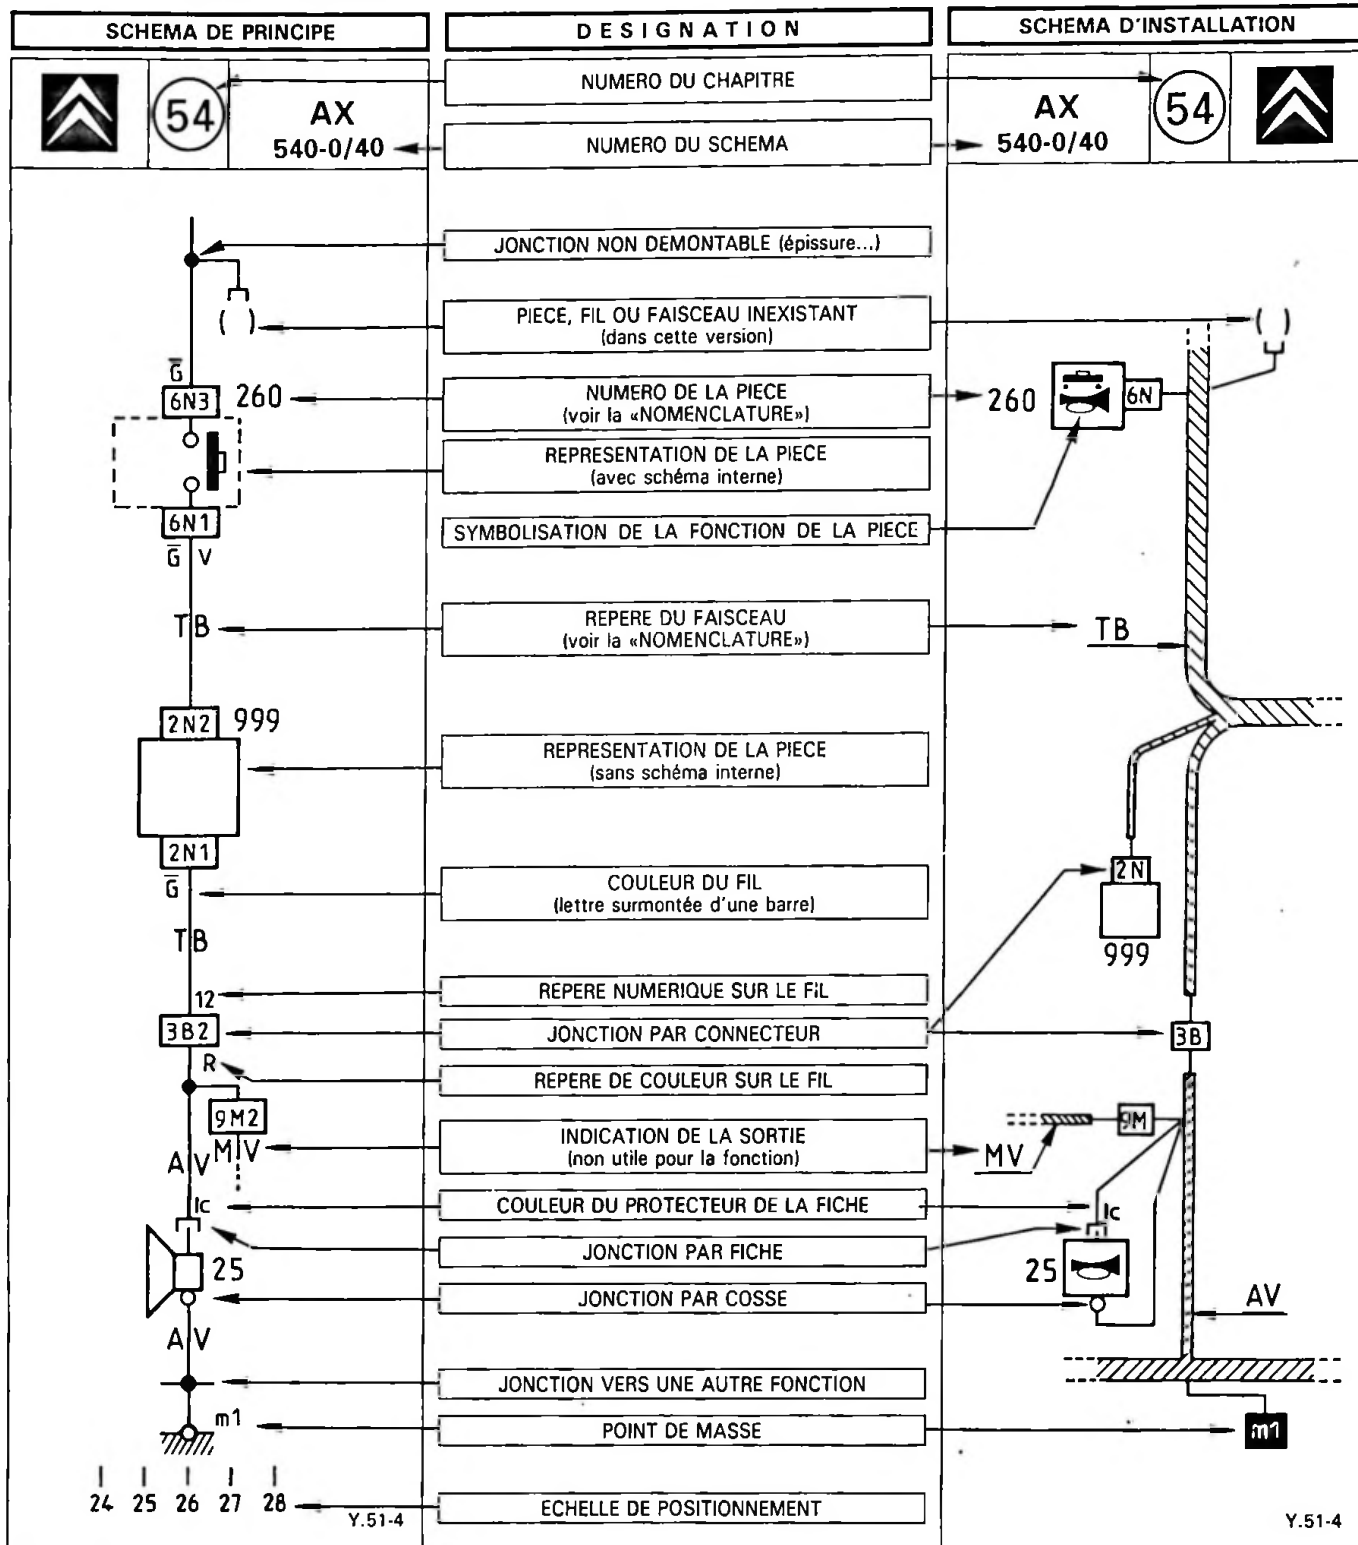 SCHEMA DE PRINCIPE
DESIGNATION
SCHEMA D'INSTALLATION
54
AX
540-0/40
NUMERO DU CHAPITRE
NUMERO DU SCHEMA
AX
540-0/40
54
JONCTION NON DEMONTABLE (épissure...)
( )
PIECE, FIL OU FAISCEAU INEXISTANT
(dans cette version)
( )
G̅
6N3
260
NUMERO DE LA PIECE
(voir la «NOMENCLATURE»)
260
6N
REPRESENTATION DE LA PIECE
(avec schéma interne)
6N1
SYMBOLISATION DE LA FONCTION DE LA PIECE
G̅ V
TB
REPERE DU FAISCEAU
(voir la «NOMENCLATURE»)
TB
2N2
999
REPRESENTATION DE LA PIECE
(sans schéma interne)
2N1
G̅
COULEUR DU FIL
(lettre surmontée d'une barre)
2N
999
TB
12
REPERE NUMERIQUE SUR LE FIL
3B2
JONCTION PAR CONNECTEUR
3B
R
REPERE DE COULEUR SUR LE FIL
9M2
9M
AV
MV
INDICATION DE LA SORTIE
(non utile pour la fonction)
MV
Ic
COULEUR DU PROTECTEUR DE LA FICHE
Ic
JONCTION PAR FICHE
25
25
JONCTION PAR COSSE
AV
AV
JONCTION VERS UNE AUTRE FONCTION
m1
POINT DE MASSE
m1
24 25 26 27 28
ECHELLE DE POSITIONNEMENT
Y.51-4
Y.51-4